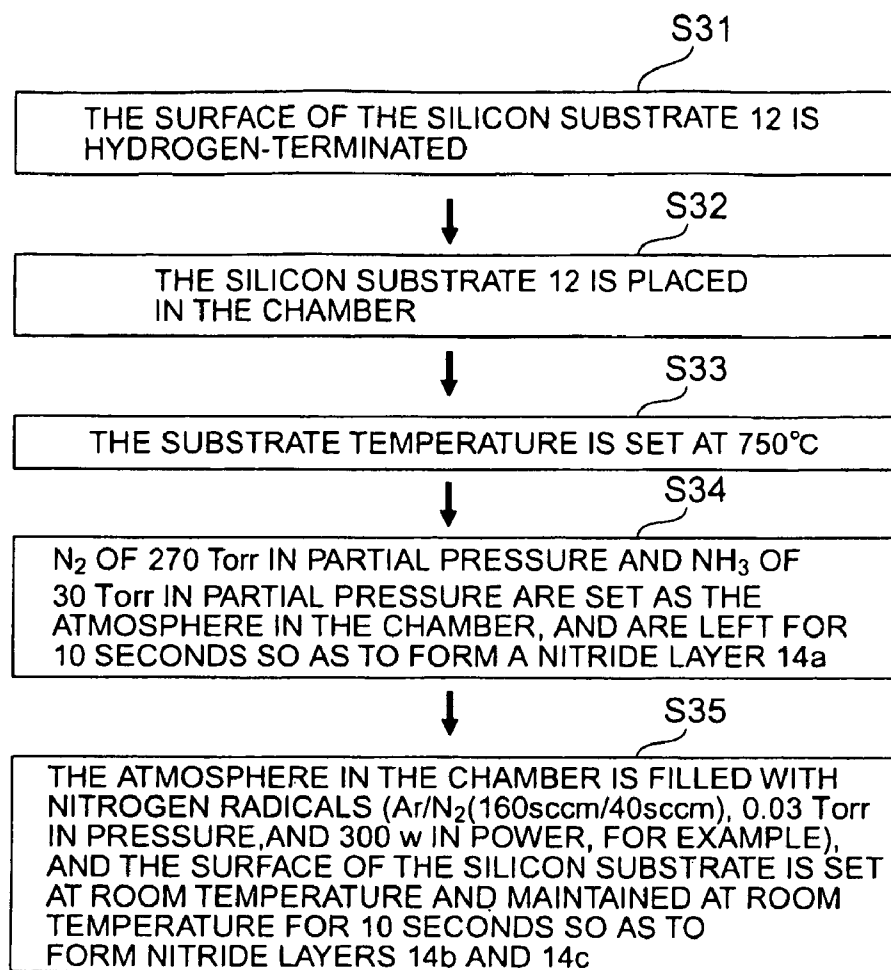 S31
THE SURFACE OF THE SILICON SUBSTRATE 12 IS
HYDROGEN-TERMINATED
S32
THE SILICON SUBSTRATE 12 IS PLACED
IN THE CHAMBER
S33
THE SUBSTRATE TEMPERATURE IS SET AT 750°C
S34
N₂ OF 270 Torr IN PARTIAL PRESSURE AND NH₃ OF
30 Torr IN PARTIAL PRESSURE ARE SET AS THE
ATMOSPHERE IN THE CHAMBER, AND ARE LEFT FOR
10 SECONDS SO AS TO FORM A NITRIDE LAYER 14a
S35
THE ATMOSPHERE IN THE CHAMBER IS FILLED WITH
NITROGEN RADICALS (Ar/N₂(160sccm/40sccm), 0.03 Torr
IN PRESSURE,AND 300 w IN POWER, FOR EXAMPLE),
AND THE SURFACE OF THE SILICON SUBSTRATE IS SET
AT ROOM TEMPERATURE AND MAINTAINED AT ROOM
TEMPERATURE FOR 10 SECONDS SO AS TO
FORM NITRIDE LAYERS 14b AND 14c